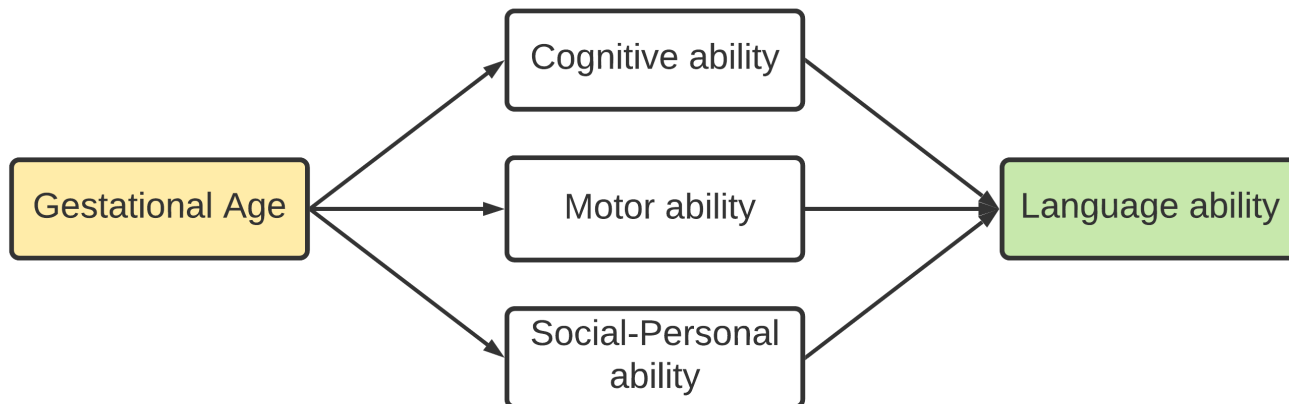 Cognitive ability
Gestational Age
Motor ability
Language ability
Social-Personal
ability